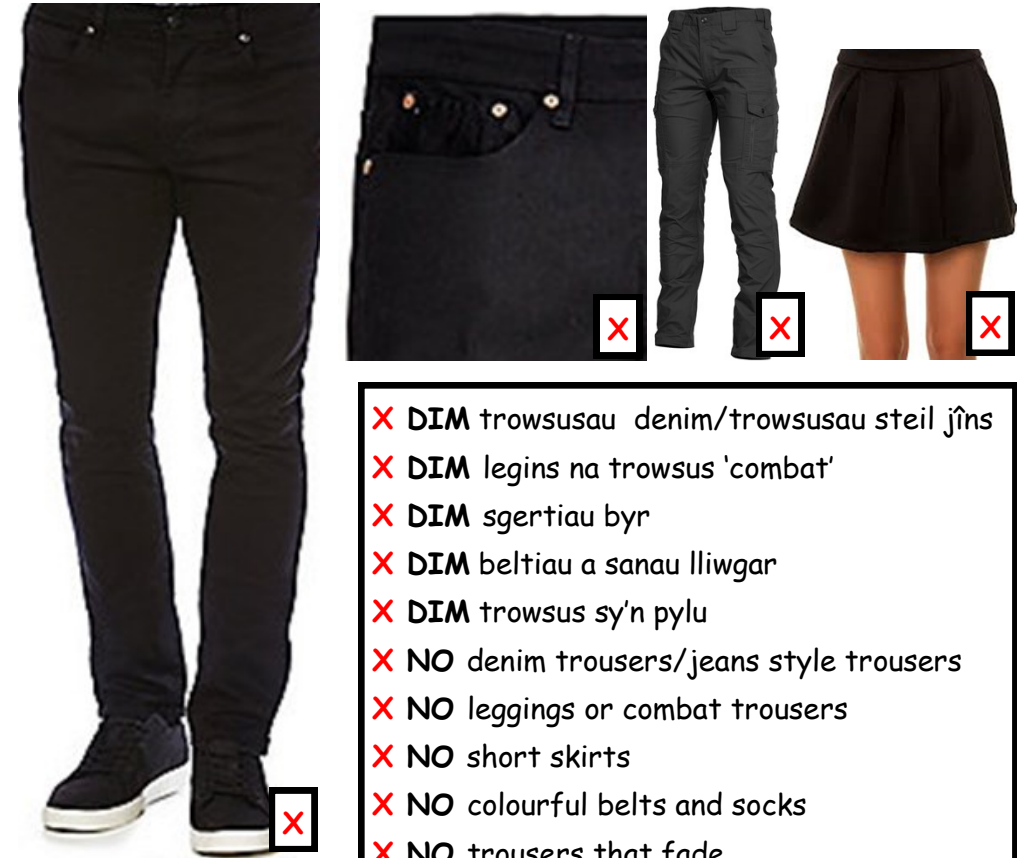 X
X
X
X DIM trowsusau denim/trowsusau steil jîns
X DIM legins na trowsus ‘combat’
X DIM sgertiau byr
X DIM beltiau a sanau lliwgar
X DIM trowsus sy’n pylu
X NO denim trousers/jeans style trousers
X NO leggings or combat trousers
X NO short skirts
X NO colourful belts and socks
X NO trousers that fade
X